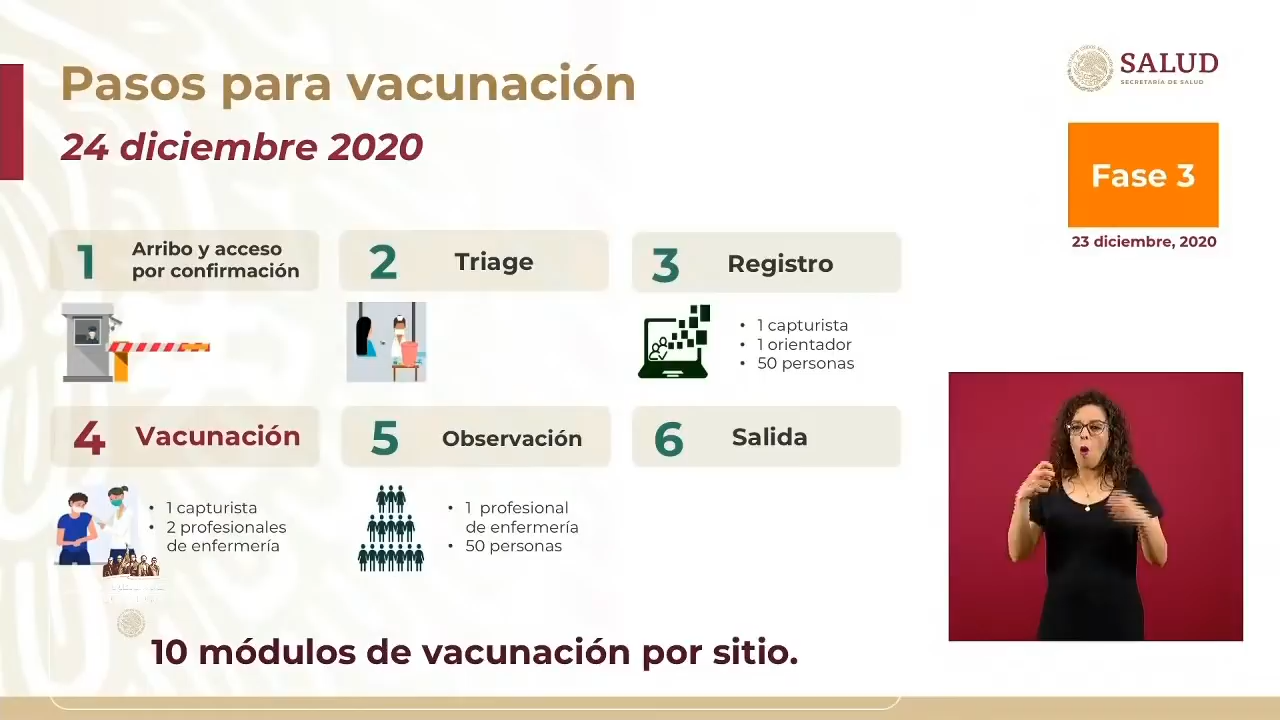 Pasos para vacunación
24 diciembre 2020
SALUD
SECRETARÍA DE SALUD
Fase 3
23 diciembre, 2020
1 Arribo y acceso
por confirmación
2 Triage
3 Registro
• 1 capturista
• 1 orientador
• 50 personas
4 Vacunación
• 1 capturista
• 2 profesionales
de enfermería
5 Observación
• 1 profesional
de enfermería
• 50 personas
6 Salida
10 módulos de vacunación por sitio.